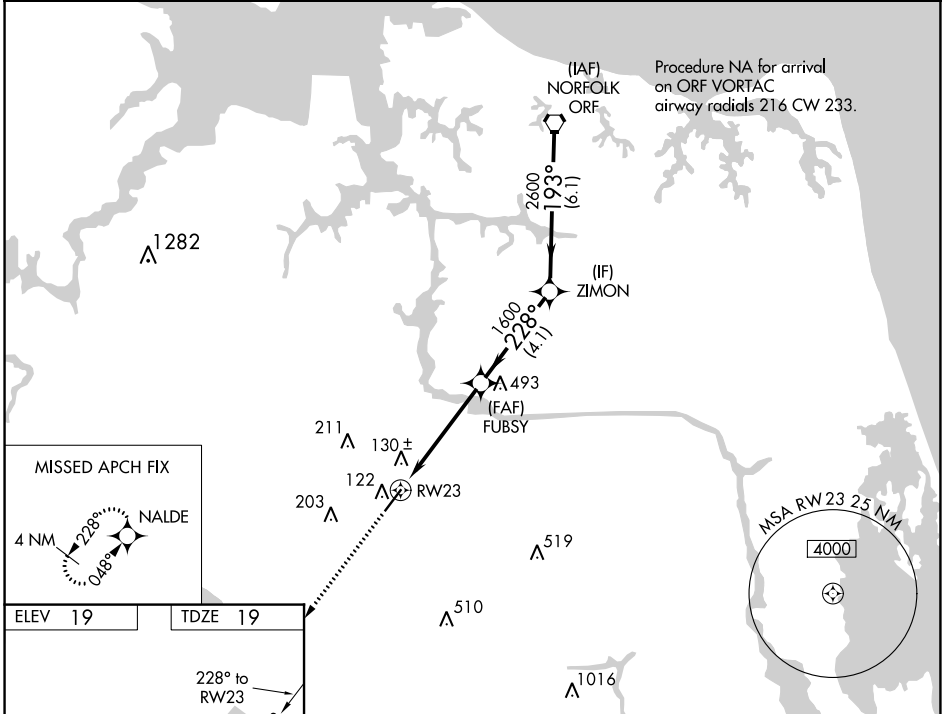 (IAF)
NORFOLK
ORF
Procedure NA for arrival
on ORF VORTAC
airway radials 216 CW 233.
2600
193°
(6.1)
1282
(IF)
ZIMON
1600
228°
(4.1)
493
(FAF)
FUBSY
211
130 ±
122
RW23
203
MISSED APCH FIX
NALDE
4 NM
228°
048°
MSA RW23 25 NM
4000
519
510
1016
ELEV 19
TDZE 19
228° to
RW23